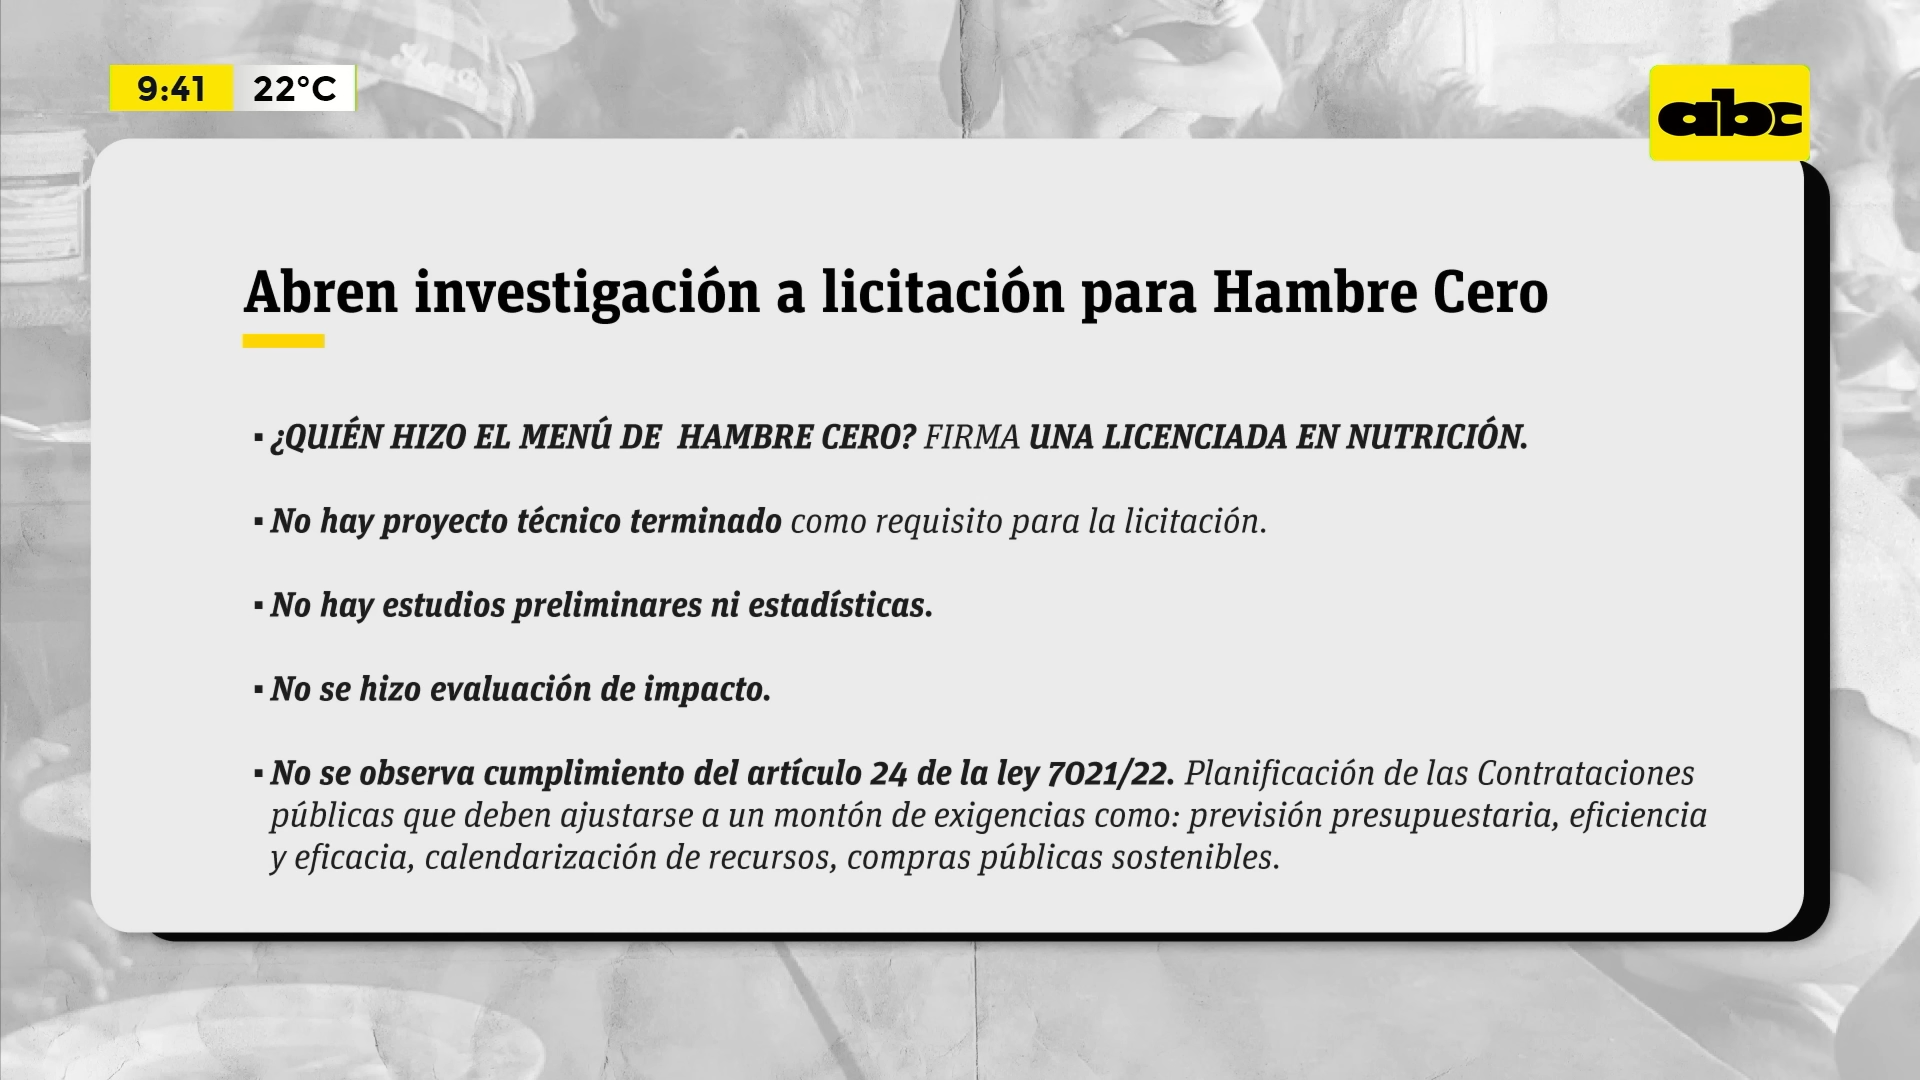 9:41 22°C
abc
Abren investigación a licitación para Hambre Cero
▪ ¿QUIÉN HIZO EL MENÚ DE HAMBRE CERO? FIRMA UNA LICENCIADA EN NUTRICIÓN.
▪ No hay proyecto técnico terminado como requisito para la licitación.
▪ No hay estudios preliminares ni estadísticas.
▪ No se hizo evaluación de impacto.
▪ No se observa cumplimiento del artículo 24 de la ley 7021/22. Planificación de las Contrataciones
públicas que deben ajustarse a un montón de exigencias como: previsión presupuestaria, eficiencia
y eficacia, calendarización de recursos, compras públicas sostenibles.